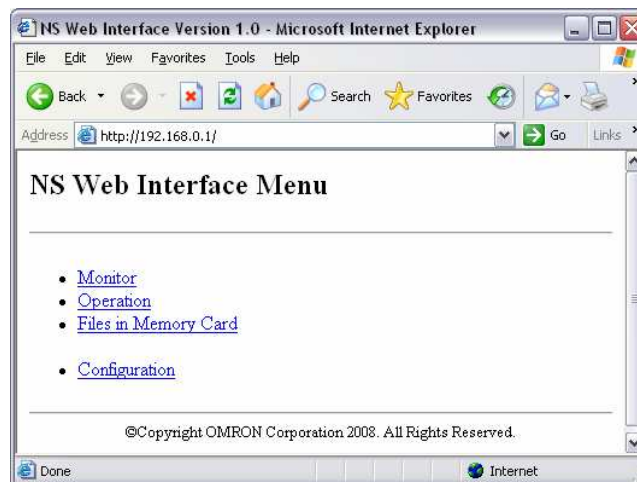 NS Web Interface Version 1.0 - Microsoft Internet Explorer
File Edit View Favorites Tools Help
Back Search Favorites
Address http://192.168.0.1/ Go Links
NS Web Interface Menu
Monitor
Operation
Files in Memory Card
Configuration
©Copyright OMRON Corporation 2008. All Rights Reserved.
Done Internet